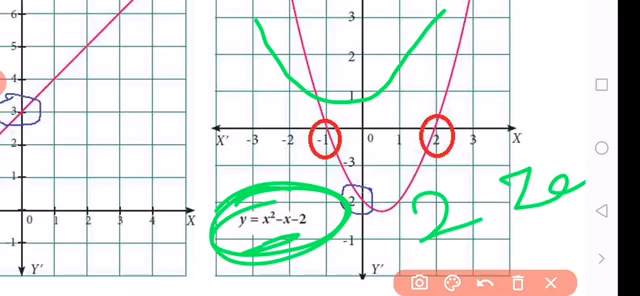 6
5
4
3
2
1
0 1 2 3 4 X
-1
Y'
3
2
1
X' -3 -2 -1 0 1 2 3 X
-3
-2
-1
Y'
y = x²–x–2
2 Ze